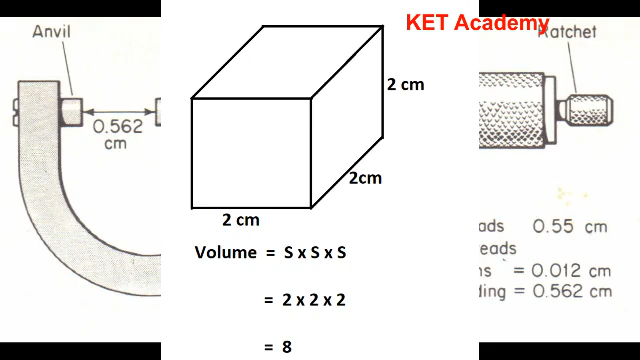 KET Academy
Anvil
Ratchet
0.562
cm
2 cm
2cm
2 cm
Volume = S x S x S
= 2 x 2 x 2
= 8
0.55 cm
= 0.012 cm
= 0.562 cm